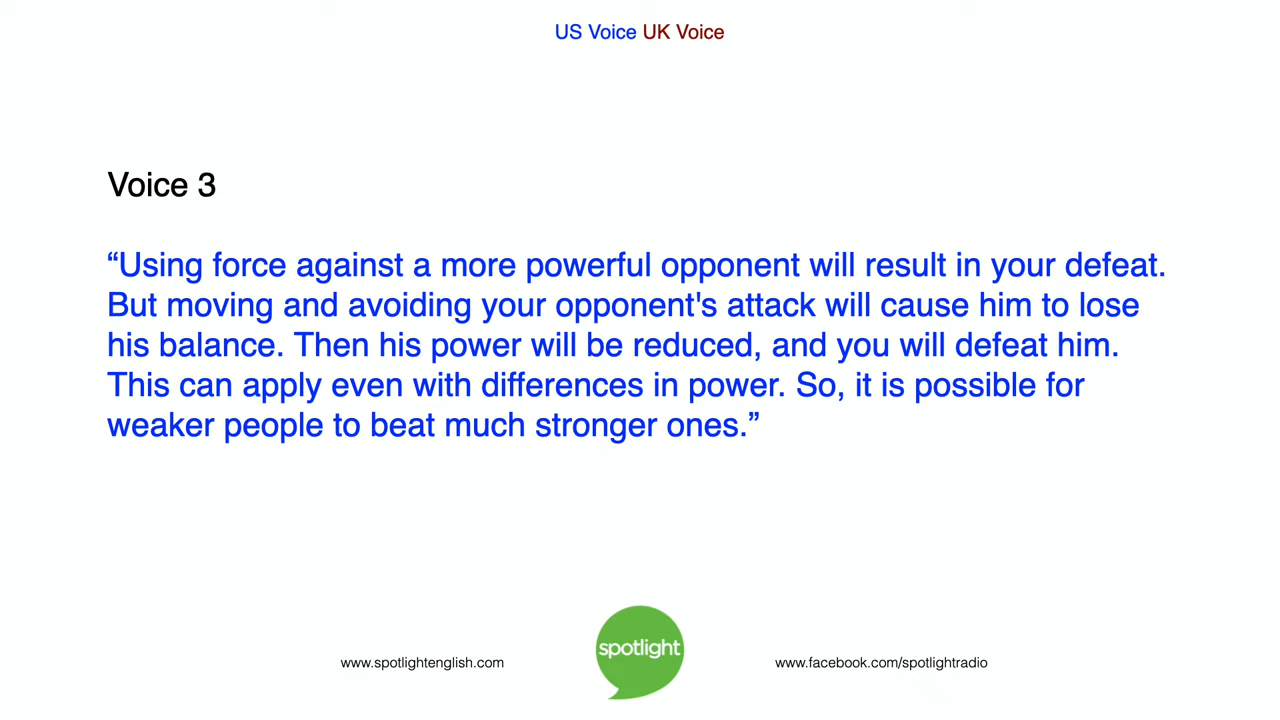 US Voice UK Voice
Voice 3
“Using force against a more powerful opponent will result in your defeat.
But moving and avoiding your opponent's attack will cause him to lose
his balance. Then his power will be reduced, and you will defeat him.
This can apply even with differences in power. So, it is possible for
weaker people to beat much stronger ones.”
spotlight
www.spotlightenglish.com
www.facebook.com/spotlightradio